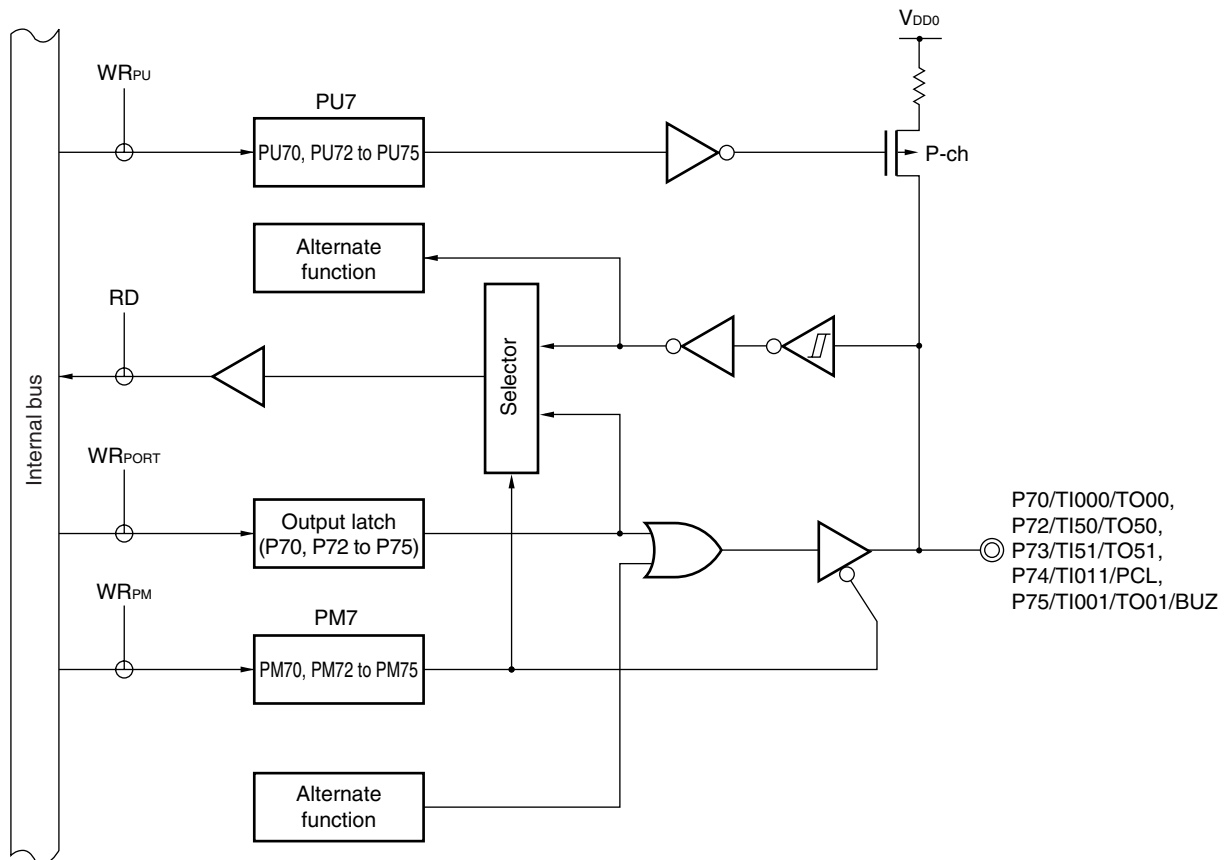 VDD0
WRPU
PU7
PU70, PU72 to PU75
P-ch
Alternate
function
RD
Selector
Internal bus
WRPORT
Output latch
(P70, P72 to P75)
P70/TI000/TO00,
P72/TI50/TO50,
P73/TI51/TO51,
P74/TI011/PCL,
P75/TI001/TO01/BUZ
WRPM
PM7
PM70, PM72 to PM75
Alternate
function